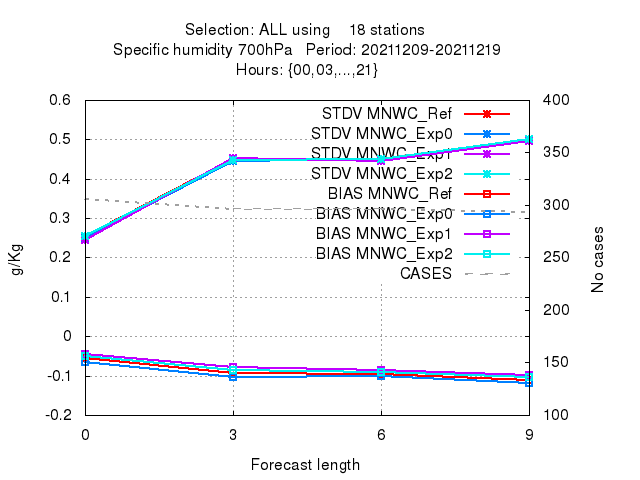 Selection: ALL using    18 stations
Specific humidity 700hPa   Period: 20211209-20211219
Hours: {00,03,...,21}
0.6
0.5
0.4
0.3
0.2
0.1
0
-0.1
-0.2
g/Kg
400
350
300
250
200
150
100
No cases
STDV MNWC_Ref
STDV MNWC_Exp0
STDV MNWC_Exp1
STDV MNWC_Exp2
BIAS MNWC_Ref
BIAS MNWC_Exp0
BIAS MNWC_Exp1
BIAS MNWC_Exp2
CASES
0 3 6 9
Forecast length